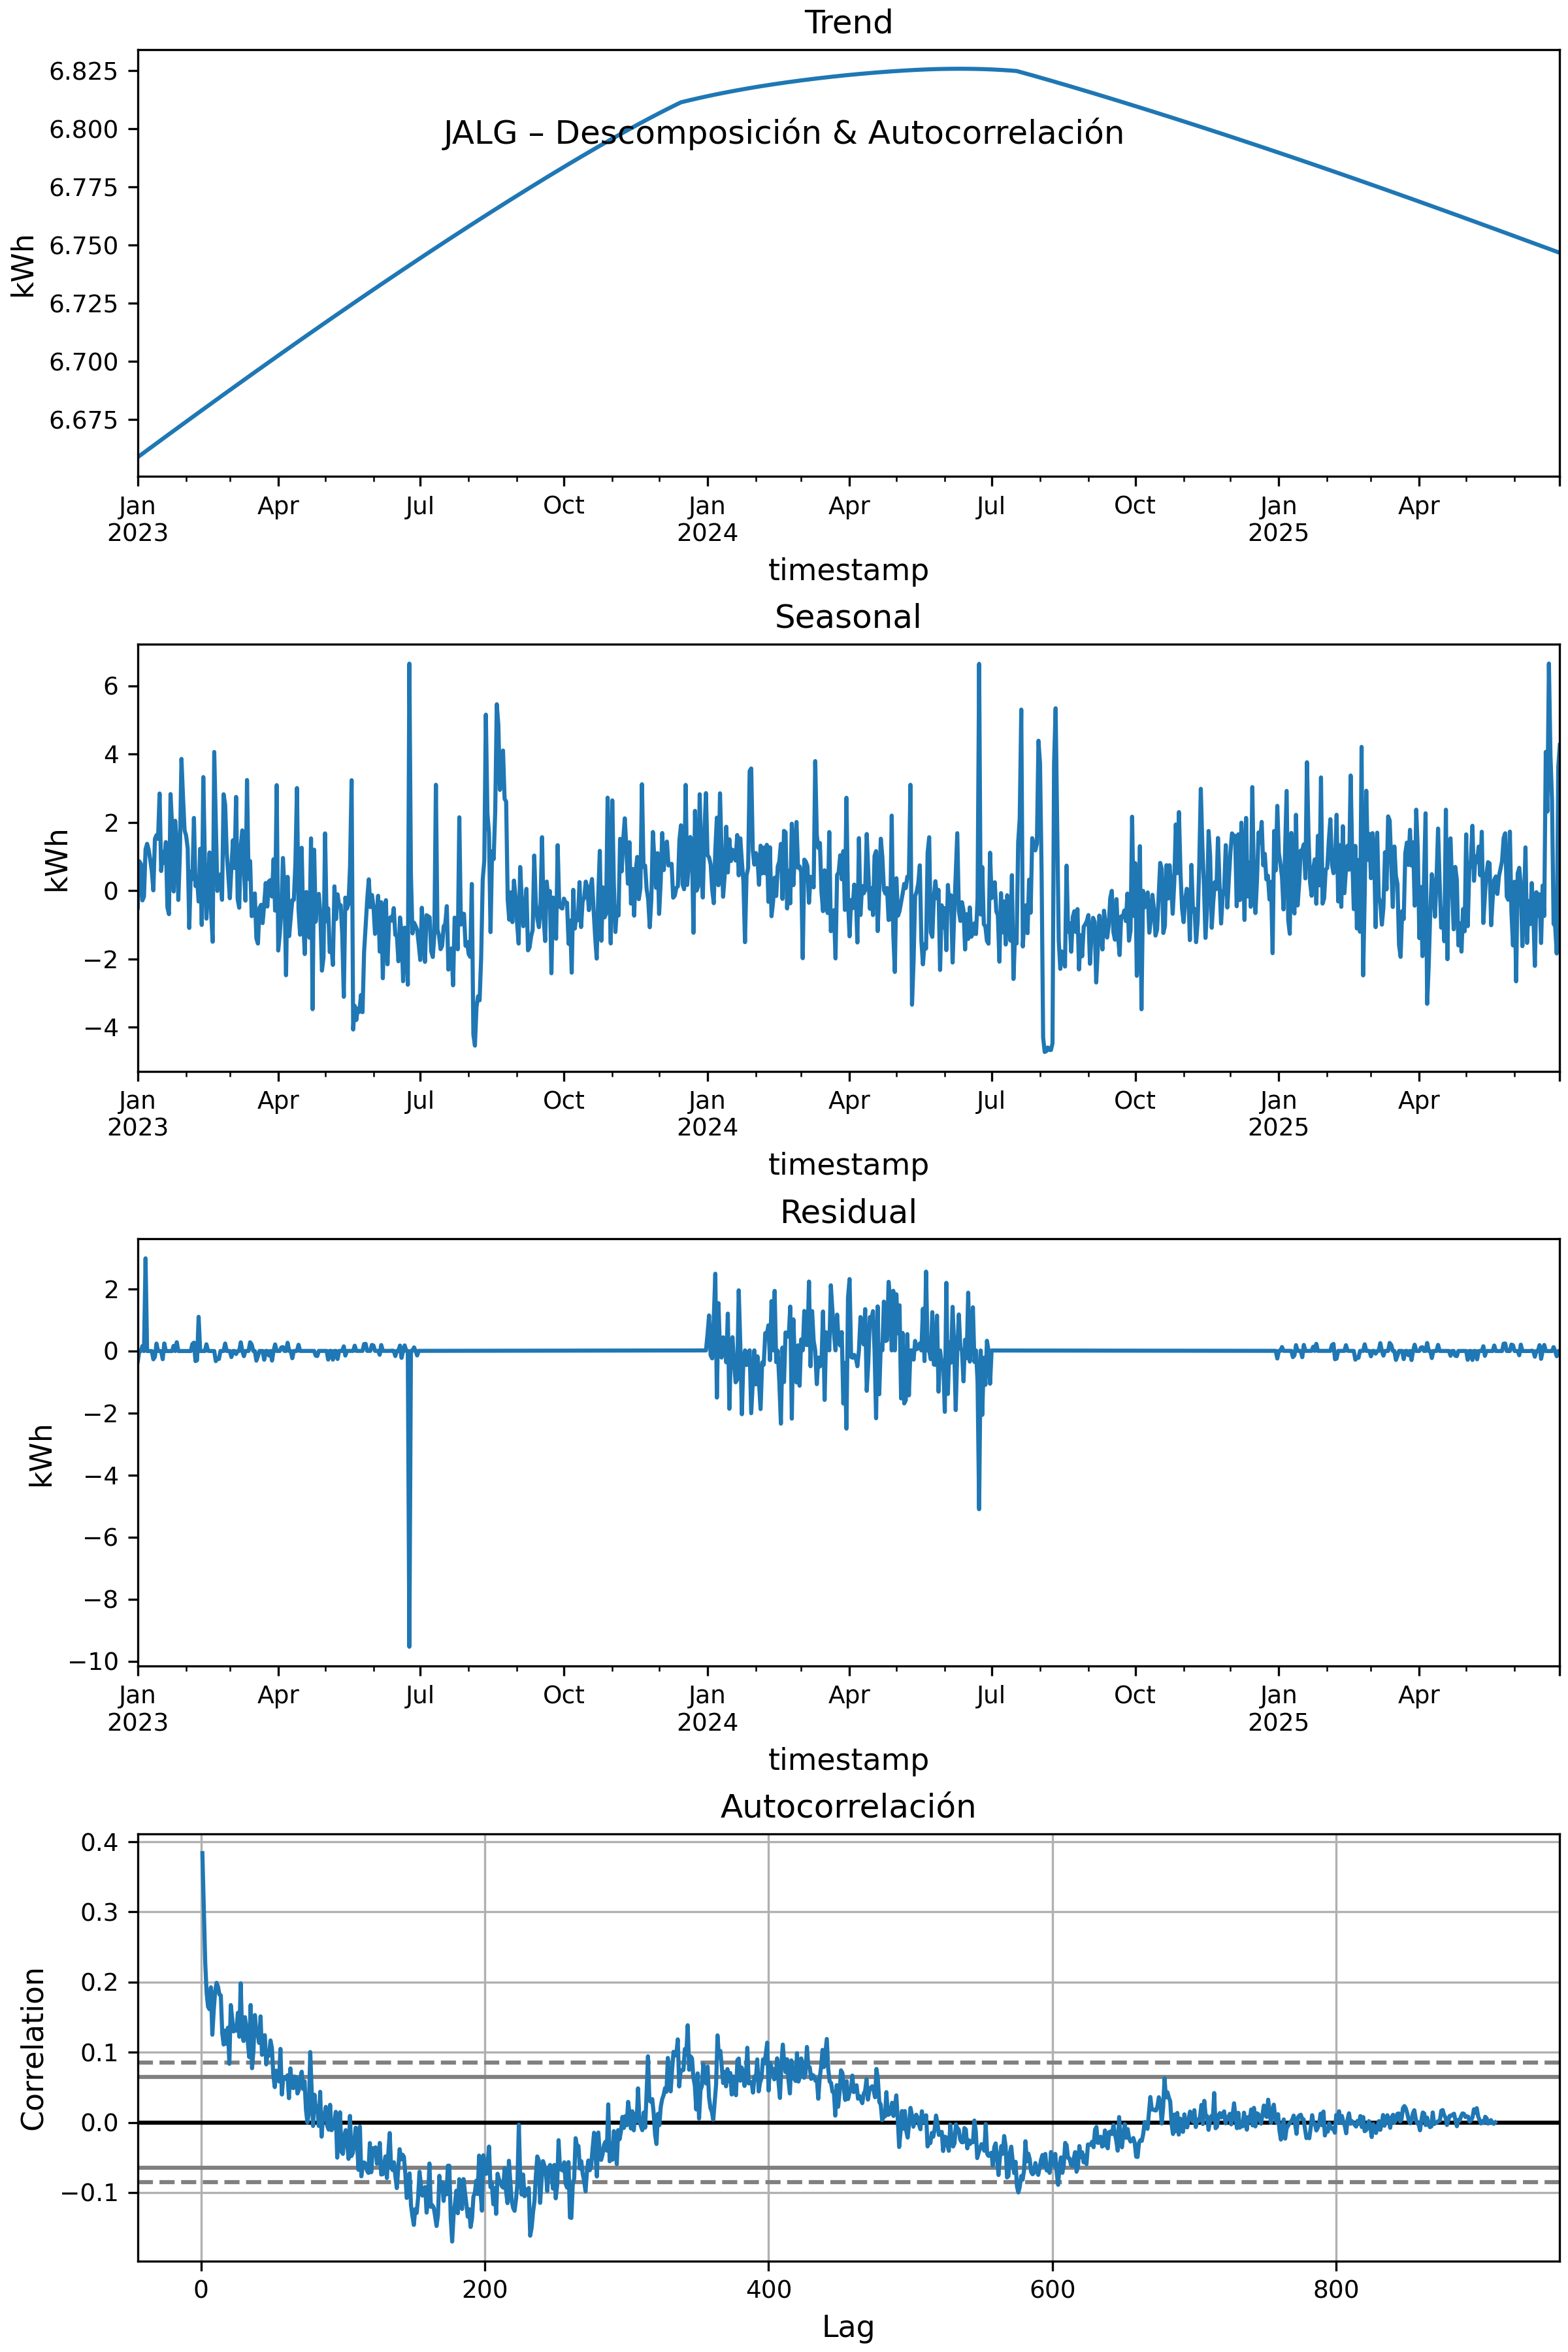 Trend
6.825
6.800
JALG – Descomposición & Autocorrelación
6.775
6.750
kWh
6.725
6.700
6.675
Jan Apr Jul Oct Jan Apr Jul Oct Jan Apr
2023 2024 2025
timestamp
Seasonal
6
4
2
kWh
0
−2
−4
Jan Apr Jul Oct Jan Apr Jul Oct Jan Apr
2023 2024 2025
timestamp
Residual
2
0
−2
kWh
−4
−6
−8
−10
Jan Apr Jul Oct Jan Apr Jul Oct Jan Apr
2023 2024 2025
timestamp
Autocorrelación
0.4
0.3
0.2
Correlation
0.1
0.0
−0.1
0 200 400 600 800
Lag